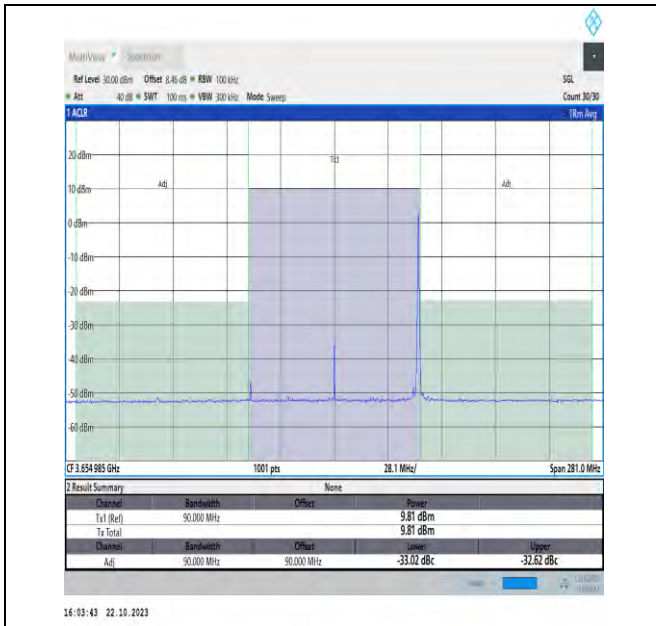 MultiView Spectrum
Ref Level 30.00 dBm Offset 8.45 dB RBW 100 kHz SGL
Att 40 dB SWT 100 ms VBW 300 kHz Mode Sweep Count 30/30
1 ACLR 1Rm Avg
20 dBm
Tx1
Adj Adj
10 dBm
0 dBm
-10 dBm
-20 dBm
-30 dBm
-40 dBm
-50 dBm
-60 dBm
CF 3.654985 GHz 1001 pts 28.1 MHz/ Span 281.0 MHz
2 Result Summary None
Channel Bandwidth Offset Power
Tx1 (Ref) 90.000 MHz 9.81 dBm
Tx Total 9.81 dBm
Channel Bandwidth Offset Lower Upper
Adj 90.000 MHz 90.000 MHz -33.02 dBc -32.62 dBc
16:03:43 22.10.2023